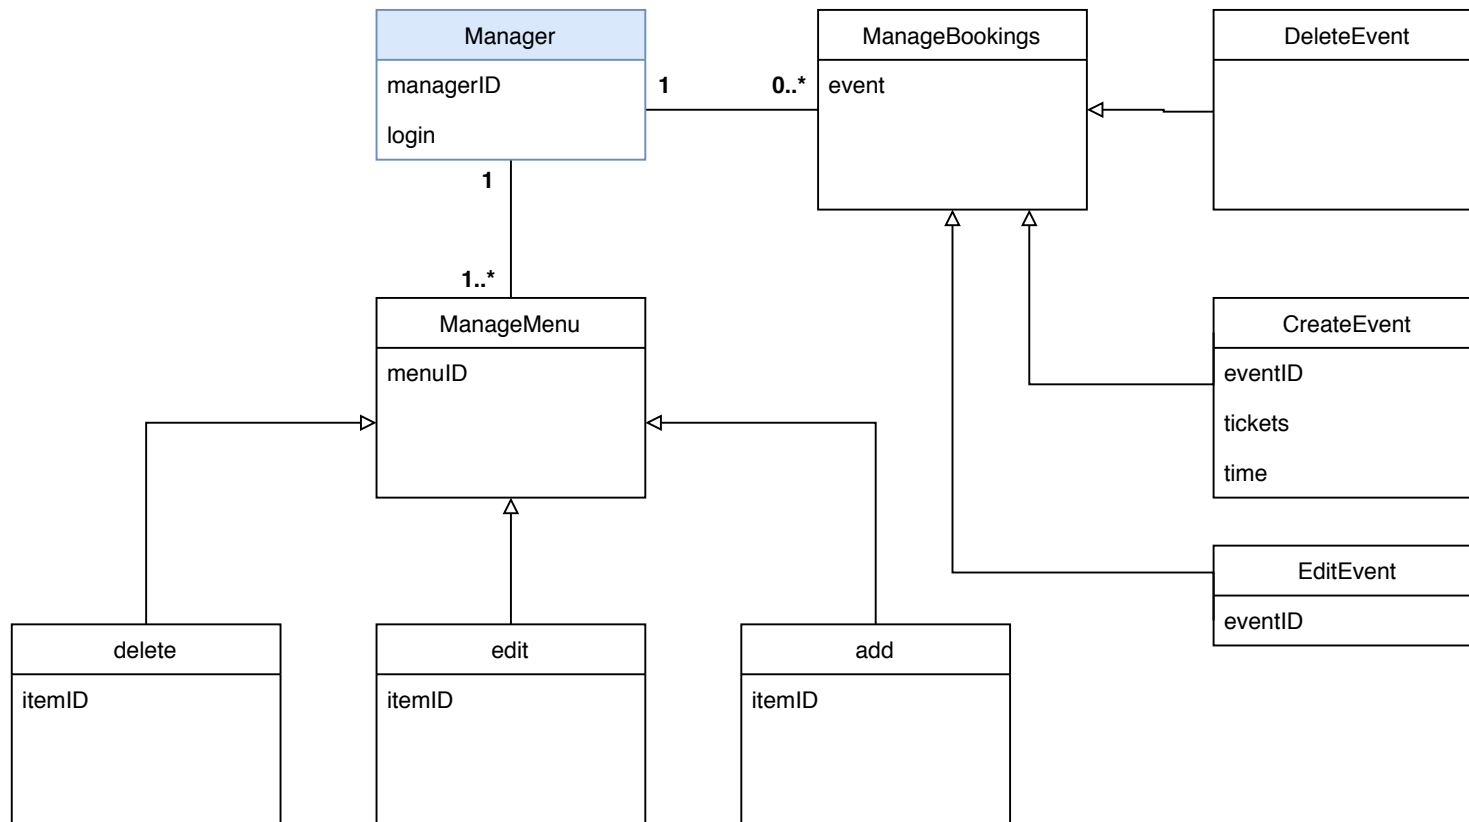 Manager
managerID
login
1
0..*
ManageBookings
event
DeleteEvent
1
1..*
ManageMenu
menuID
CreateEvent
eventID
tickets
time
EditEvent
eventID
delete
itemID
edit
itemID
add
itemID